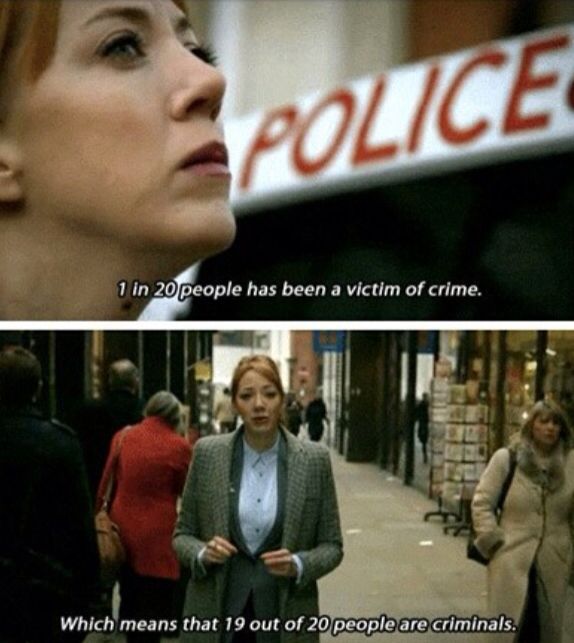 POLICE
1 in 20 people has been a victim of crime.
Which means that 19 out of 20 people are criminals.